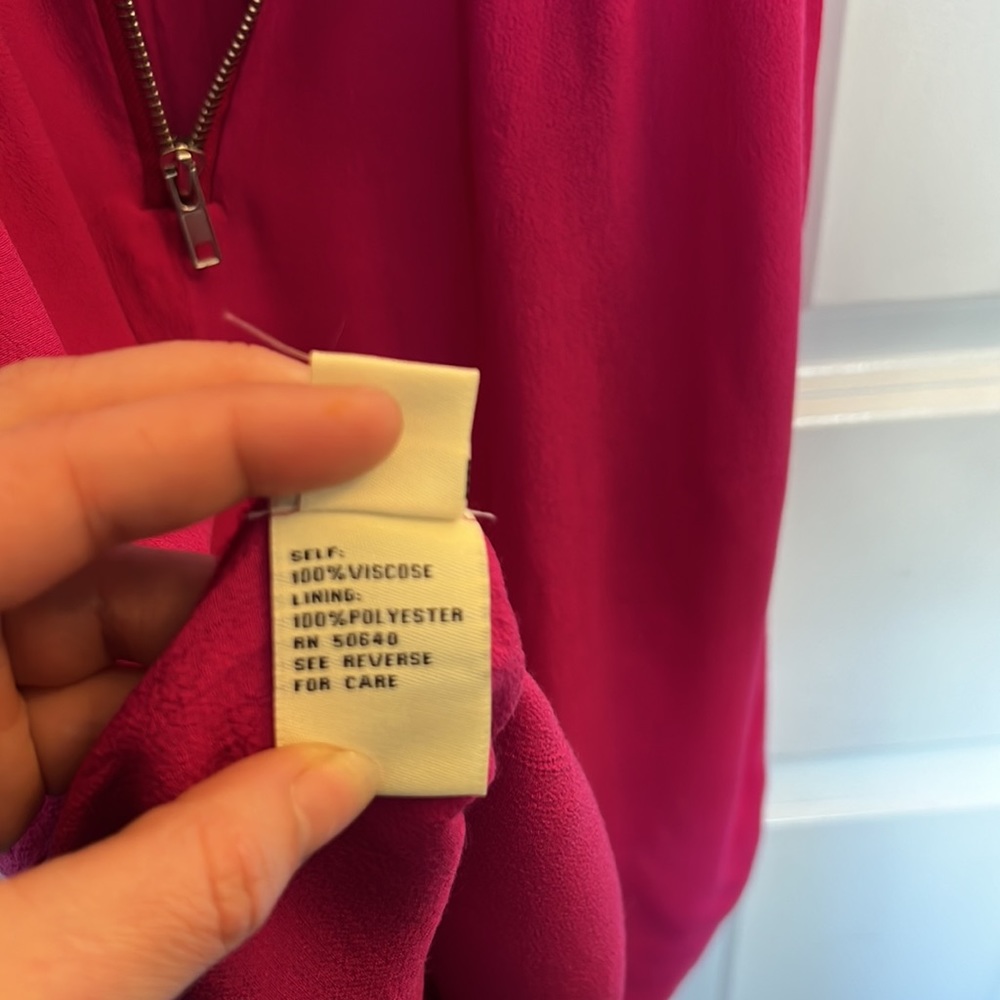 SELF:
100%VISCOSE
LINING:
100%POLYESTER
RN 50640
SEE REVERSE
FOR CARE